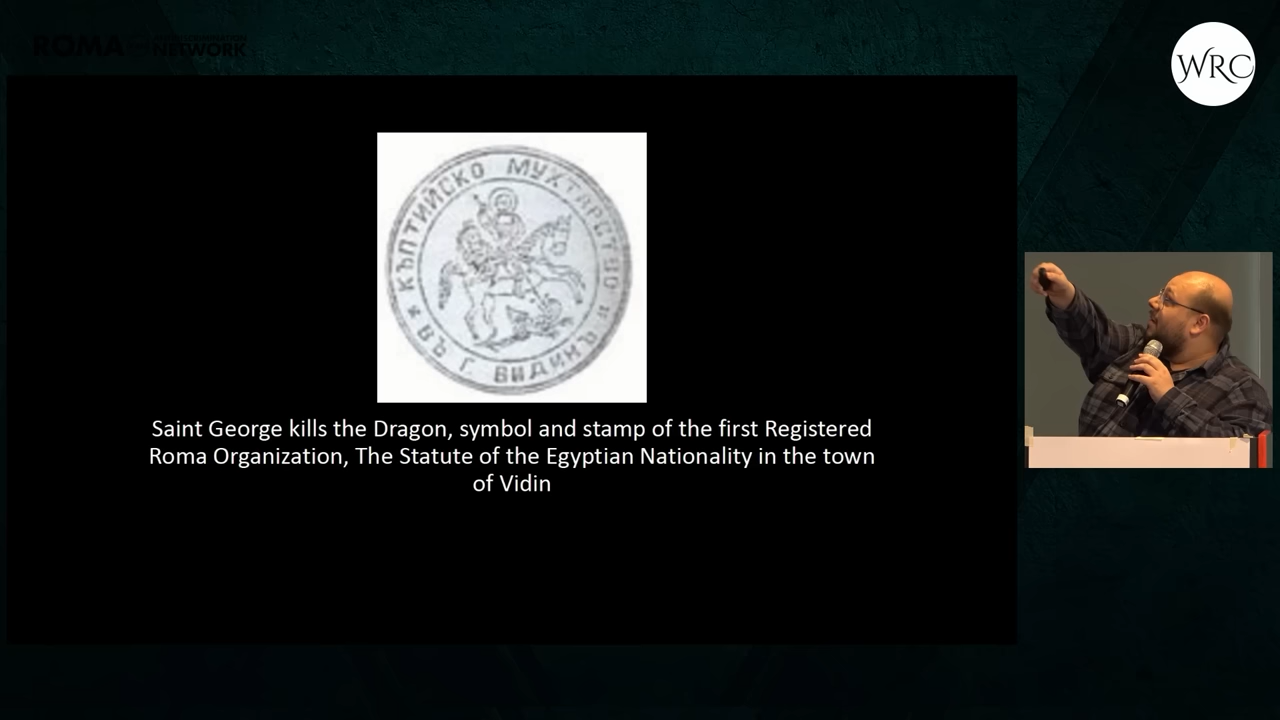 ROMA NETWORK
WRC
КЪПТИЙСКО МУХТАРСТВО
ВЪ Г. ВИДИНЪ
Saint George kills the Dragon, symbol and stamp of the first Registered
Roma Organization, The Statute of the Egyptian Nationality in the town
of Vidin